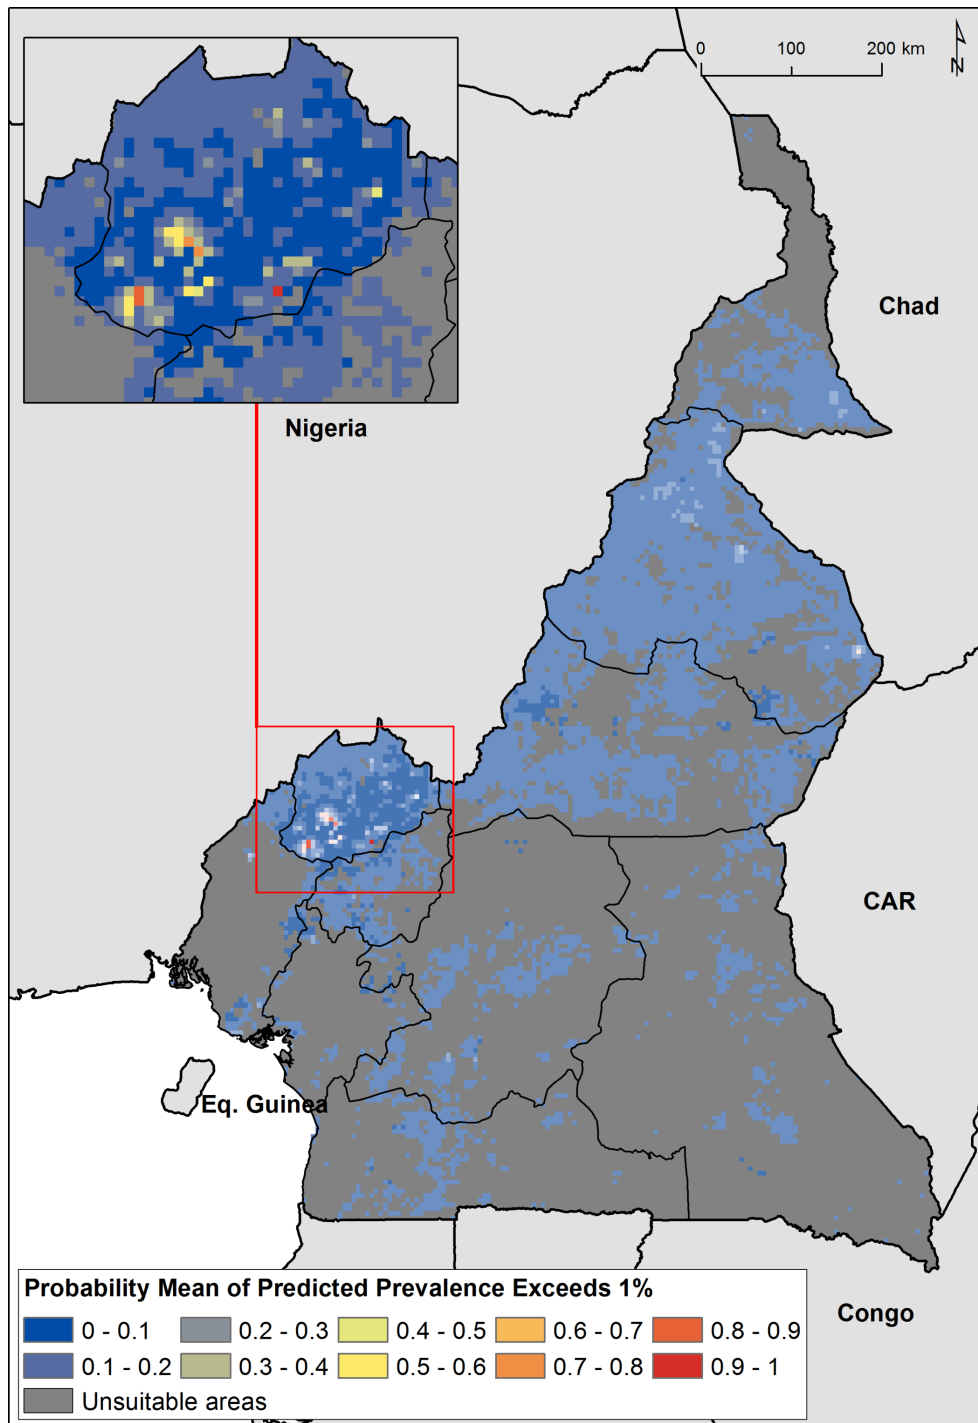 0 100 200 km
N
Chad
Nigeria
CAR
Eq. Guinea
Congo
Probability Mean of Predicted Prevalence Exceeds 1%
0 - 0.1 0.2 - 0.3 0.4 - 0.5 0.6 - 0.7 0.8 - 0.9
0.1 - 0.2 0.3 - 0.4 0.5 - 0.6 0.7 - 0.8 0.9 - 1
Unsuitable areas